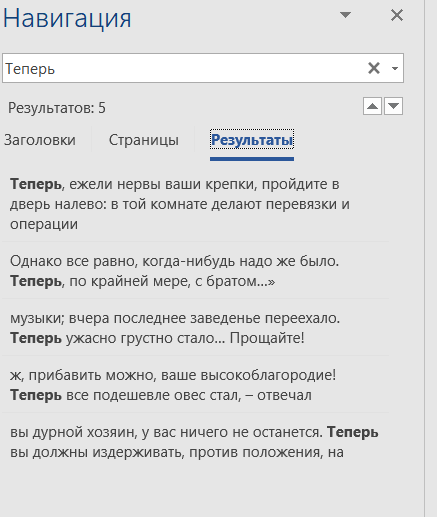 Навигация
Теперь
Результатов: 5
Заголовки Страницы Результаты
Теперь, ежели нервы ваши крепки, пройдите в
дверь налево: в той комнате делают перевязки и
операции
Однако все равно, когда-нибудь надо же было.
Теперь, по крайней мере, с братом...»
музыки; вчера последнее заведенье переехало.
Теперь ужасно грустно стало... Прощайте!
ж, прибавить можно, ваше высокоблагородие!
Теперь все подешевле овес стал, – отвечал
вы дурной хозяин, у вас ничего не останется. Теперь
вы должны издерживать, против положения, на